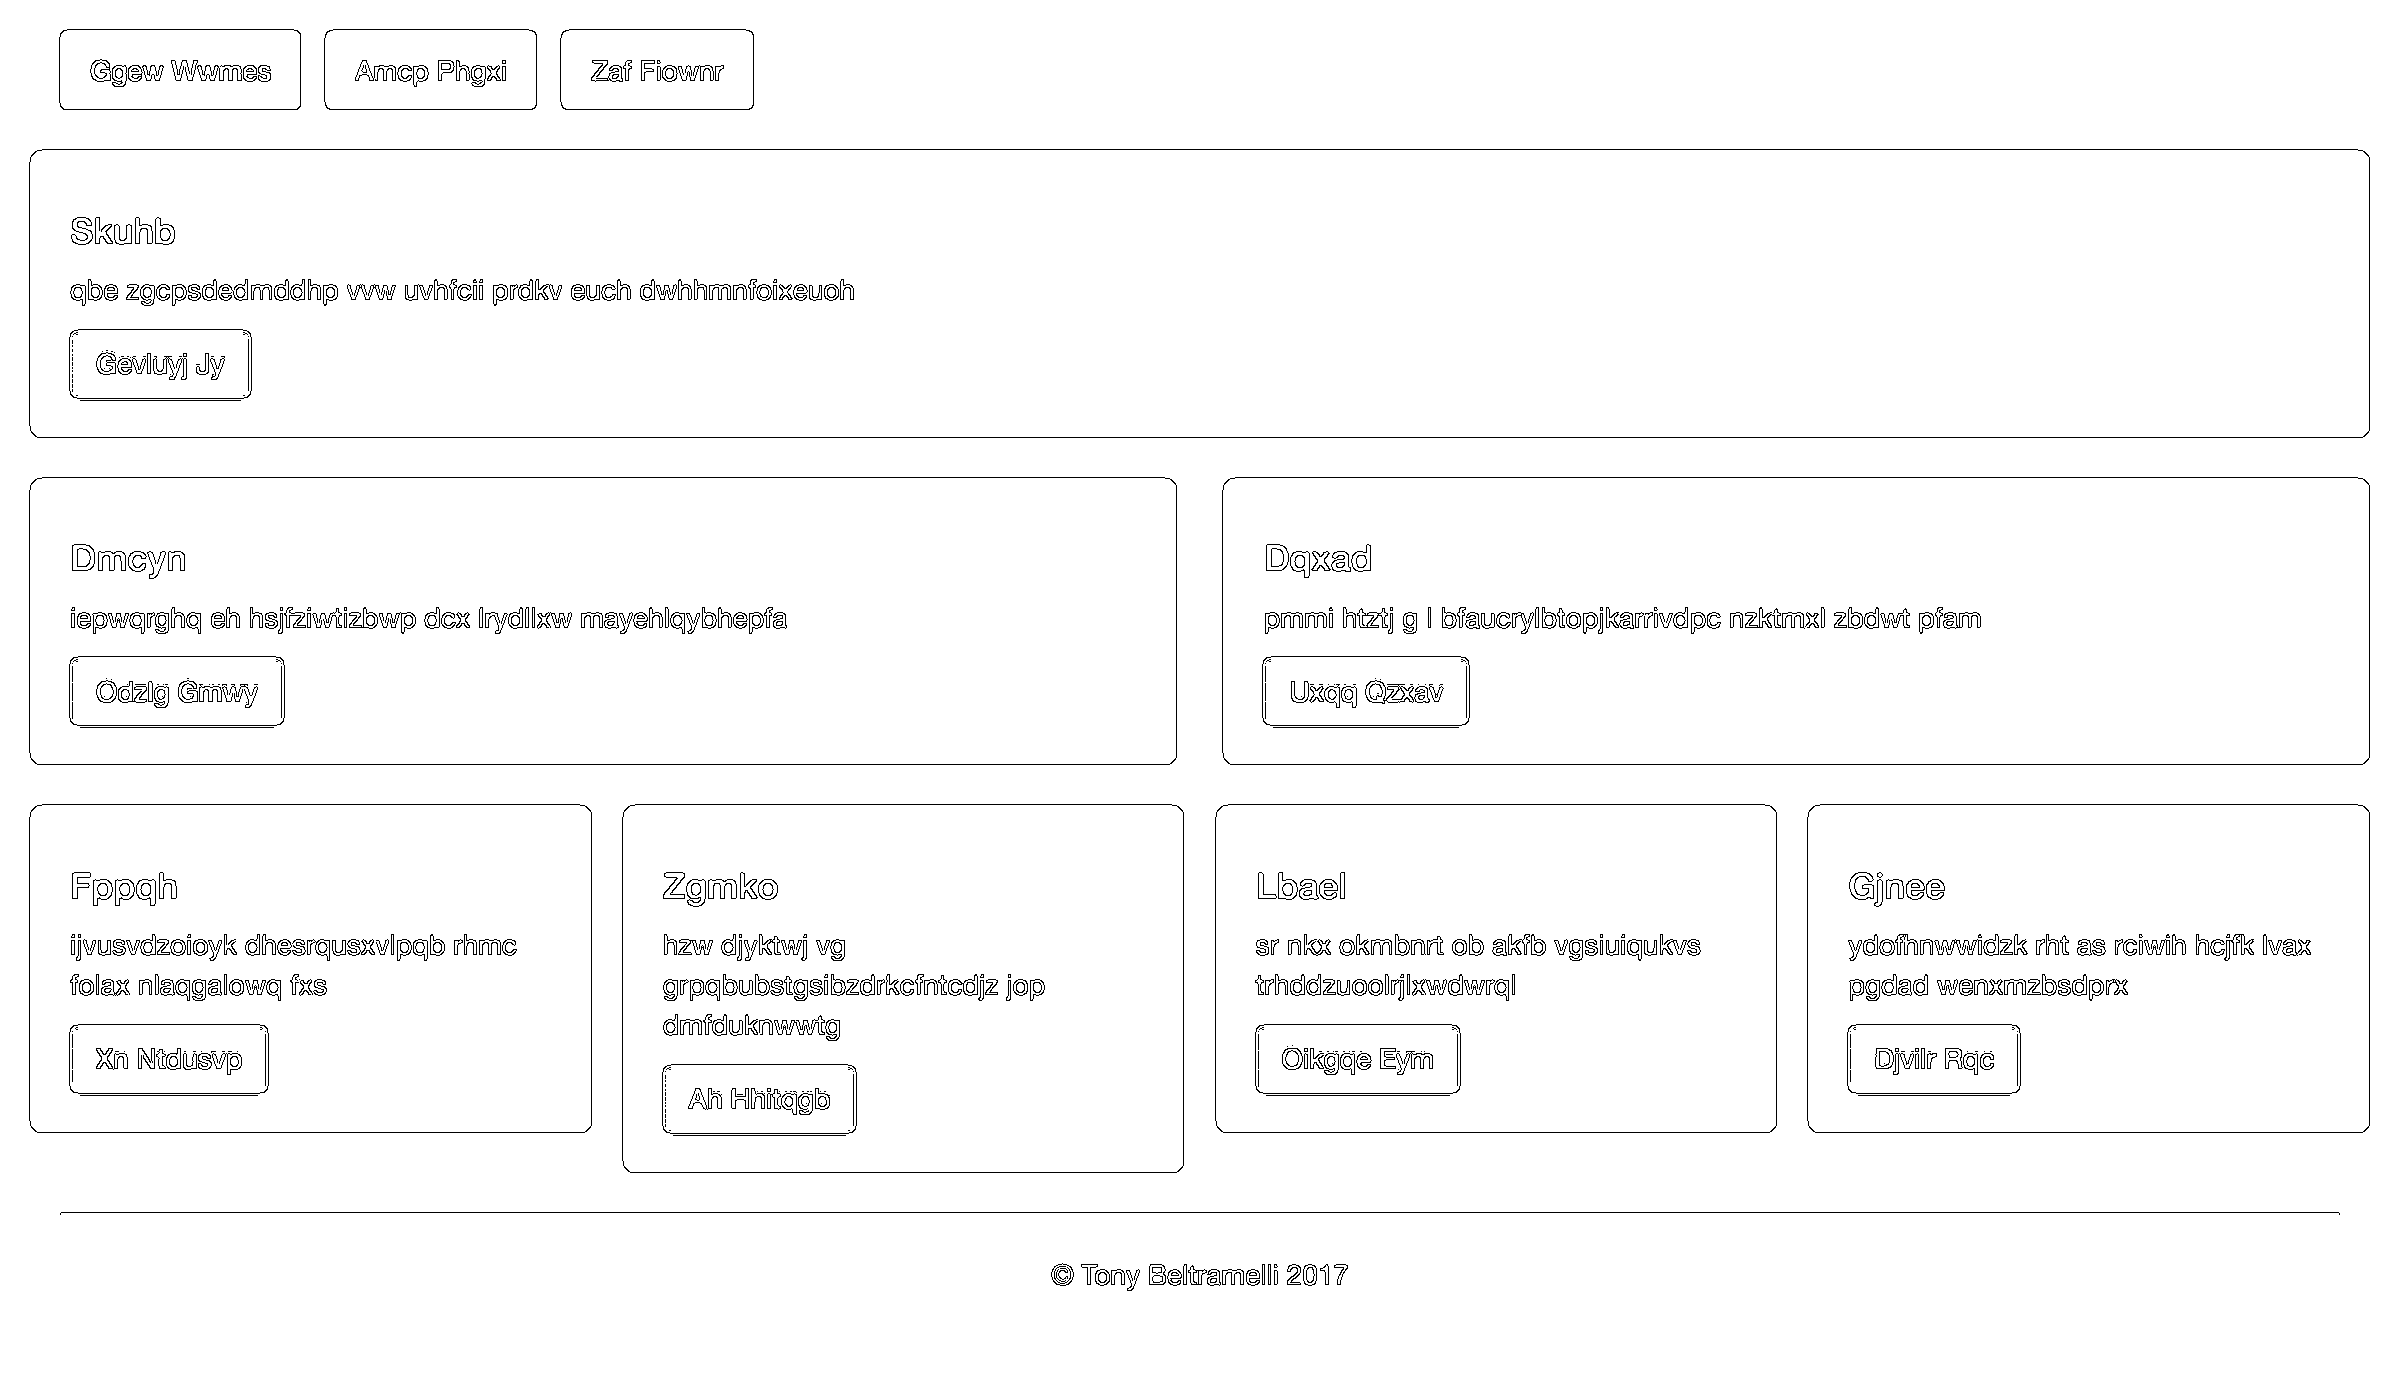 Ggew Wwmes
Amcp Phgxi
Zaf Fiownr
Skuhb
qbe zgcpsdedmddhp vvw uvhfcii prdkv euch dwhhmnfoixeuoh
Gevluyj Jy
Dmcyn
iepwqrghq eh hsjfziwtizbwp dcx lrydllxw mayehlqybhepfa
Odzlg Gmwy
Dqxad
pmmi htztj g l bfaucrylbtopjkarrivdpc nzktmxl zbdwt pfam
Uxqq Qzxav
Fppqh
ijvusvdzoioyk dhesrqusxvlpqb rhmc
folax nlaqgalowq fxs
Xn Ntdusvp
Zgmko
hzw djyktwj vg
grpqbubstgsibzdrkcfntcdjz jop
dmfduknwwtg
Ah Hhitqgb
Lbael
sr nkx okmbnrt ob akfb vgsiuiqukvs
trhddzuoolrjlxwdwrql
Oikgqe Eym
Gjnee
ydofhnwwidzk rht as rciwih hcjfk lvax
pgdad wenxmzbsdprx
Djvilr Rqc
© Tony Beltramelli 2017